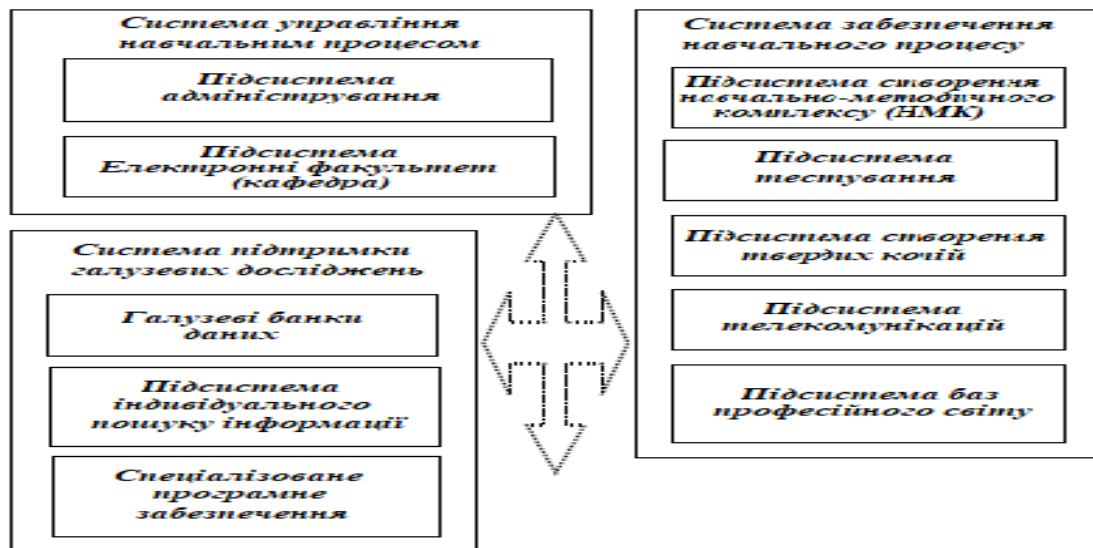 Система управління
навчальним процесом
Підсистема
адміністрування
Підсистема
Електронні факультет
(кафедра)
Система підтримки
галузевих досліджень
Галузеві банки
даних
Підсистема
індивідуального
пошуку інформації
Спеціалізоване
програмне
забезпечення
Система забезпечення
навчального процесу
Підсистема створення
навчально-методичного
комплексу (НМК)
Підсистема
тестування
Підсистема створення
твердих кочій
Підсистема
телекомунікацій
Підсистема баз
професійного світу